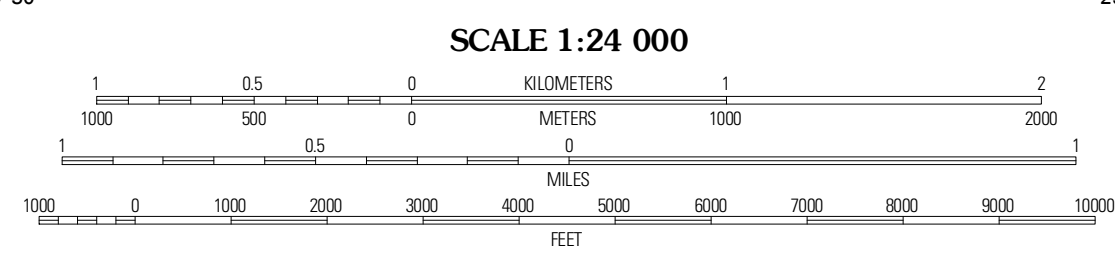 SCALE 1:24 000
1 0.5 0 KILOMETERS 1 2
1000 500 0 METERS 1000 2000
1 0.5 0 1
MILES
1000 0 1000 2000 3000 4000 5000 6000 7000 8000 9000 10000
FEET